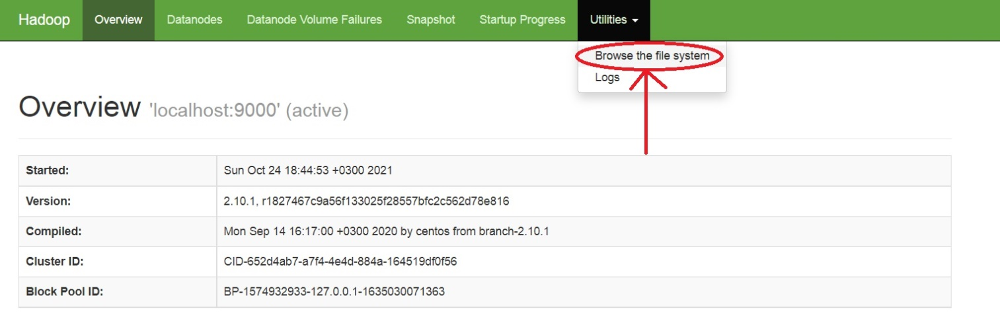 Hadoop Overview Datanodes Datanode Volume Failures Snapshot Startup Progress Utilities
Browse the file system
Logs
Overview 'localhost:9000' (active)
Started: Sun Oct 24 18:44:53 +0300 2021
Version: 2.10.1, r1827467c9a56f133025f28557bfc2c562d78e816
Compiled: Mon Sep 14 16:17:00 +0300 2020 by centos from branch-2.10.1
Cluster ID: CID-652d4ab7-a7f4-4e4d-884a-164519df0f56
Block Pool ID: BP-1574932933-127.0.0.1-1635030071363